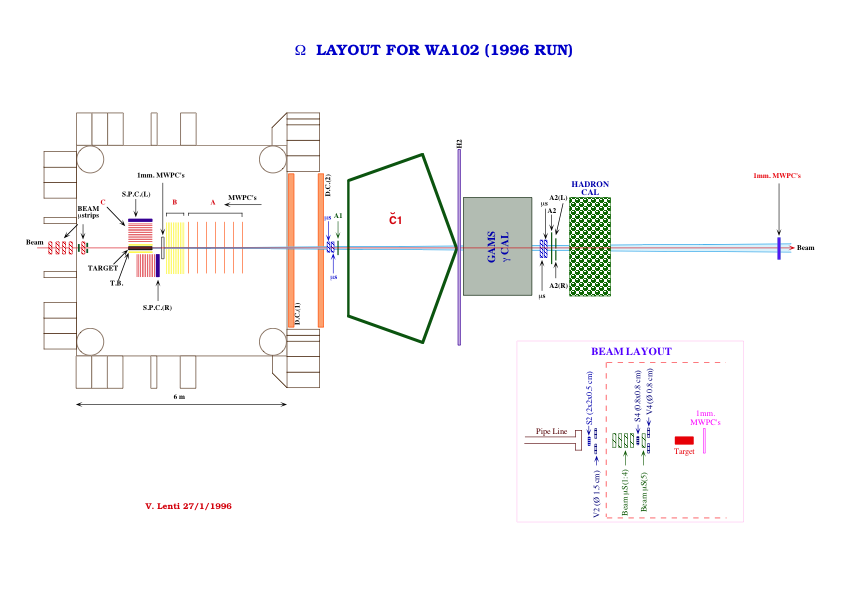 Ω LAYOUT FOR WA102 (1996 RUN)
H2
1mm. MWPC's
1mm. MWPC's
HADRON
CAL
D.C.(2)
S.P.C.(L)
C
B
A
MWPC's
A2(L)
μs
A2
BEAM
μstrips
μs
A1
Č1
Beam
GAMS
γ CAL
Beam
TARGET
T.B.
μs
A2(R)
μs
S.P.C.(R)
D.C.(1)
BEAM LAYOUT
6 m
S2 (2x2x0.5 cm)
S4 (0.8x0.8 cm)
V4 (Ø 0.8 cm)
1mm.
MWPC's
Pipe Line
Target
V2 (Ø 1.5 cm)
Beam μS(1:4)
Beam μS(5)
V. Lenti 27/1/1996